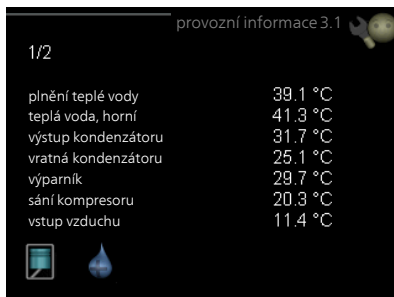 provozní informace 3.1
1/2
plnění teplé vody 39.1 °C
teplá voda, horní 41.3 °C
výstup kondenzátoru 31.7 °C
vratná kondenzátoru 25.1 °C
výparník 29.7 °C
sání kompresoru 20.3 °C
vstup vzduchu 11.4 °C